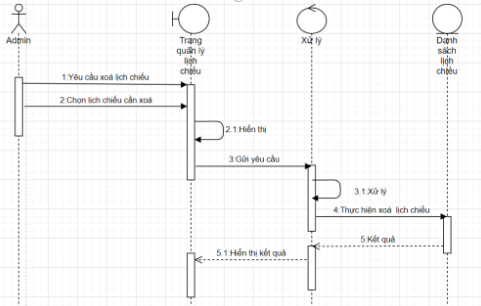 Admin
Trang
quản lý
lịch
chiếu
Xử lý
Danh
sách
lịch
chiếu
1:Yêu cầu xoá lịch chiếu
2:Chọn lich chiếu cần xoá
2.1:Hiển thị
3:Gửi yêu cầu
3.1:Xử lý
4:Thực hiện xoá lịch chiếu
5:Kết quả
5.1:Hiển thị kết quả